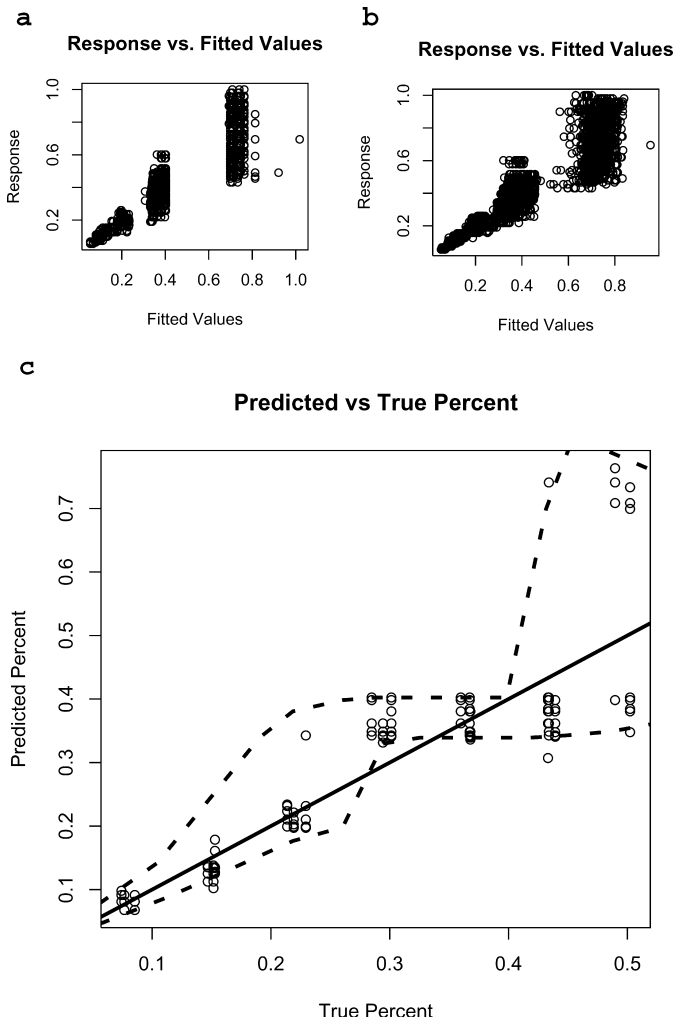 a
Response vs. Fitted Values
Response
1.0
0.6
0.2
0.2 0.4 0.6 0.8 1.0
Fitted Values
b
Response vs. Fitted Values
Response
1.0
0.6
0.2
0.2 0.4 0.6 0.8
Fitted Values
c
Predicted vs True Percent
Predicted Percent
0.7
0.6
0.5
0.4
0.3
0.2
0.1
0.1 0.2 0.3 0.4 0.5
True Percent